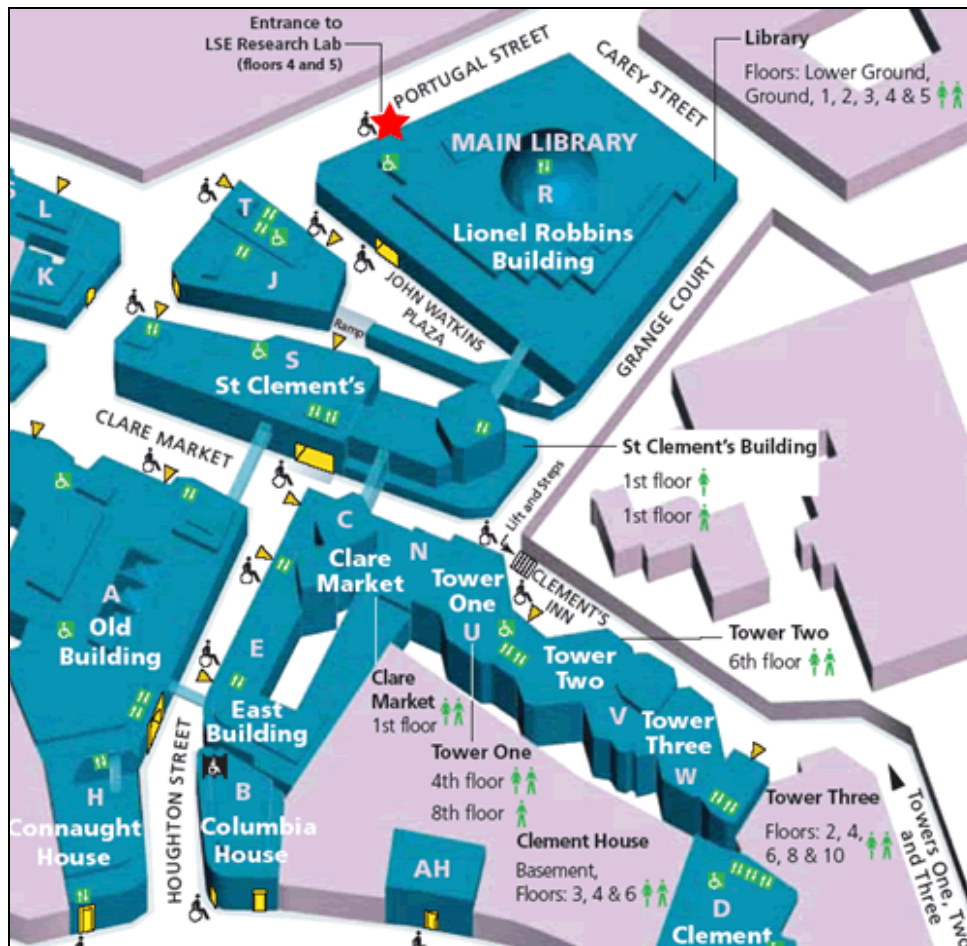 Entrance to
LSE Research Lab
(floors 4 and 5)
PORTUGAL STREET
CAREY STREET
Library
Floors: Lower Ground,
Ground, 1, 2, 3, 4 & 5
MAIN LIBRARY
R
Lionel Robbins
Building
L
K
T
J
JOHN WATKINS
PLAZA
Ramp
GRANGE COURT
S
St Clement's
CLARE MARKET
St Clement's Building
1st floor
1st floor
Lift and Steps
CLEMENT'S
INN
C
Clare
Market
N
Tower
One
U
Tower
Two
V
Tower
Three
W
A
Old
Building
E
East
Building
Clare
Market
1st floor
Tower Two
6th floor
Tower One
4th floor
8th floor
Tower Three
Floors: 2, 4,
6, 8 & 10
Towers One, Two
and Three
HOUGHTON STREET
H
Connaught
House
B
Columbia
House
AH
Clement House
Basement,
Floors: 3, 4 & 6
D
Clement